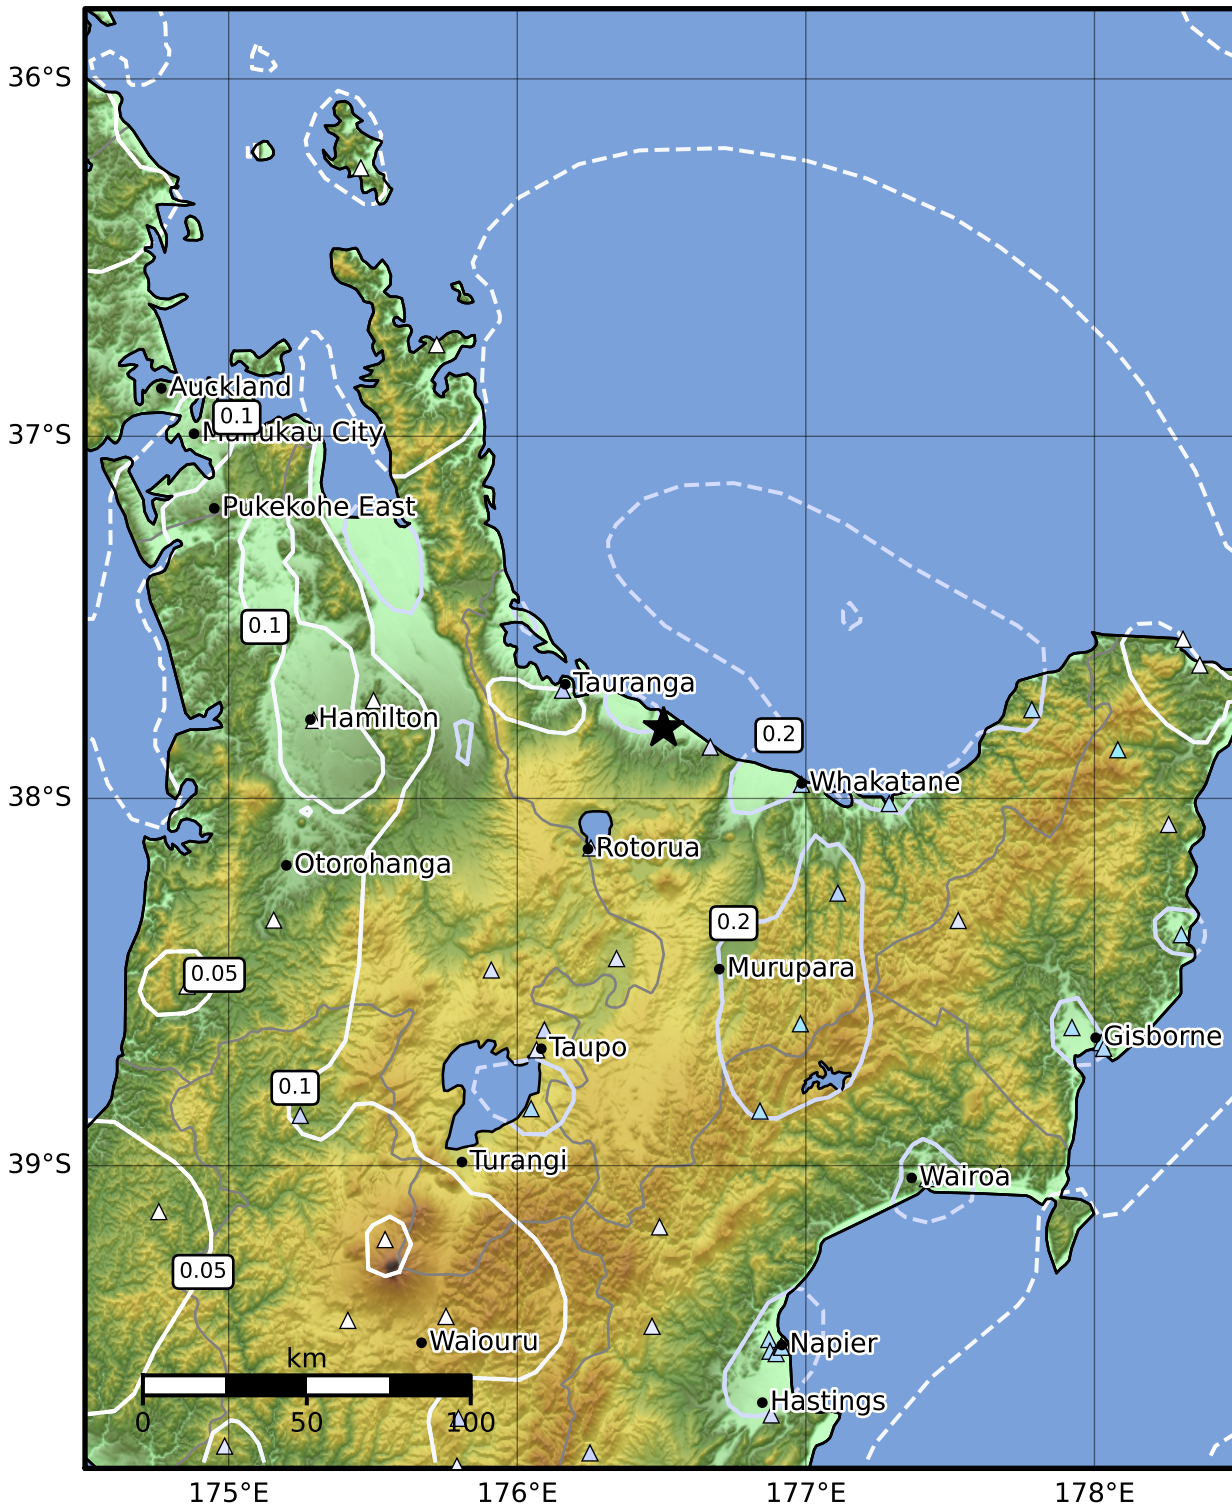 36°S
Auckland
0.1
Manukau City
37°S
Pukekohe East
0.1
Tauranga
Hamilton
0.2
Whakatane
38°S
Rotorua
Otorohanga
0.2
Murupara
0.05
Gisborne
Taupo
0.1
39°S
Turangi
Wairoa
0.05
Waiouru
Napier
km
Hastings
0 50 100
175°E 176°E 177°E 178°E